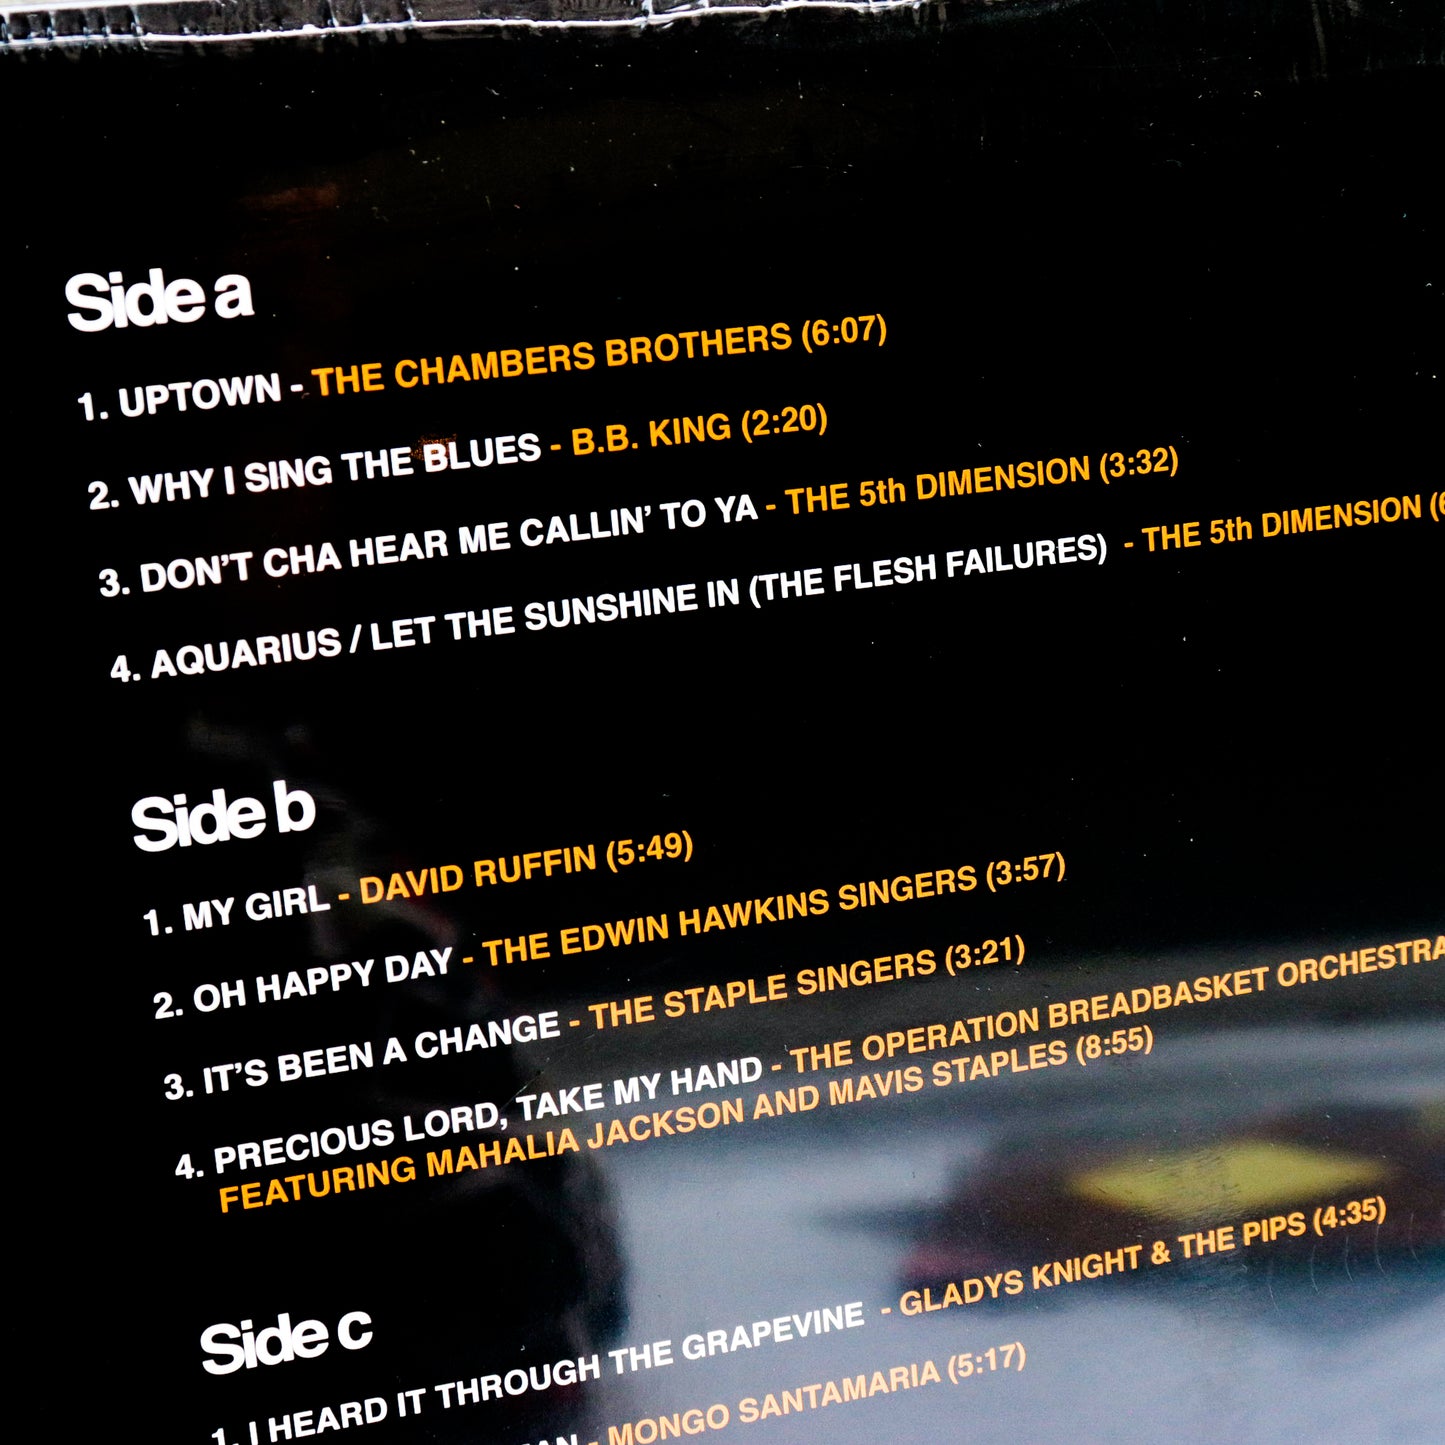 Side a
1. UPTOWN - THE CHAMBERS BROTHERS (6:07)
2. WHY I SING THE BLUES - B.B. KING (2:20)
3. DON'T CHA HEAR ME CALLIN' TO YA - THE 5th DIMENSION (3:32)
4. AQUARIUS / LET THE SUNSHINE IN (THE FLESH FAILURES) - THE 5th DIMENSION
Side b
1. MY GIRL - DAVID RUFFIN (5:49)
2. OH HAPPY DAY - THE EDWIN HAWKINS SINGERS (3:57)
3. IT'S BEEN A CHANGE - THE STAPLE SINGERS (3:21)
4. PRECIOUS LORD, TAKE MY HAND - THE OPERATION BREADBASKET ORCHESTRA
FEATURING MAHALIA JACKSON AND MAVIS STAPLES (8:55)
Side c
1. I HEARD IT THROUGH THE GRAPEVINE - GLADYS KNIGHT & THE PIPS (4:35)
- MONGO SANTAMARIA (5:17)